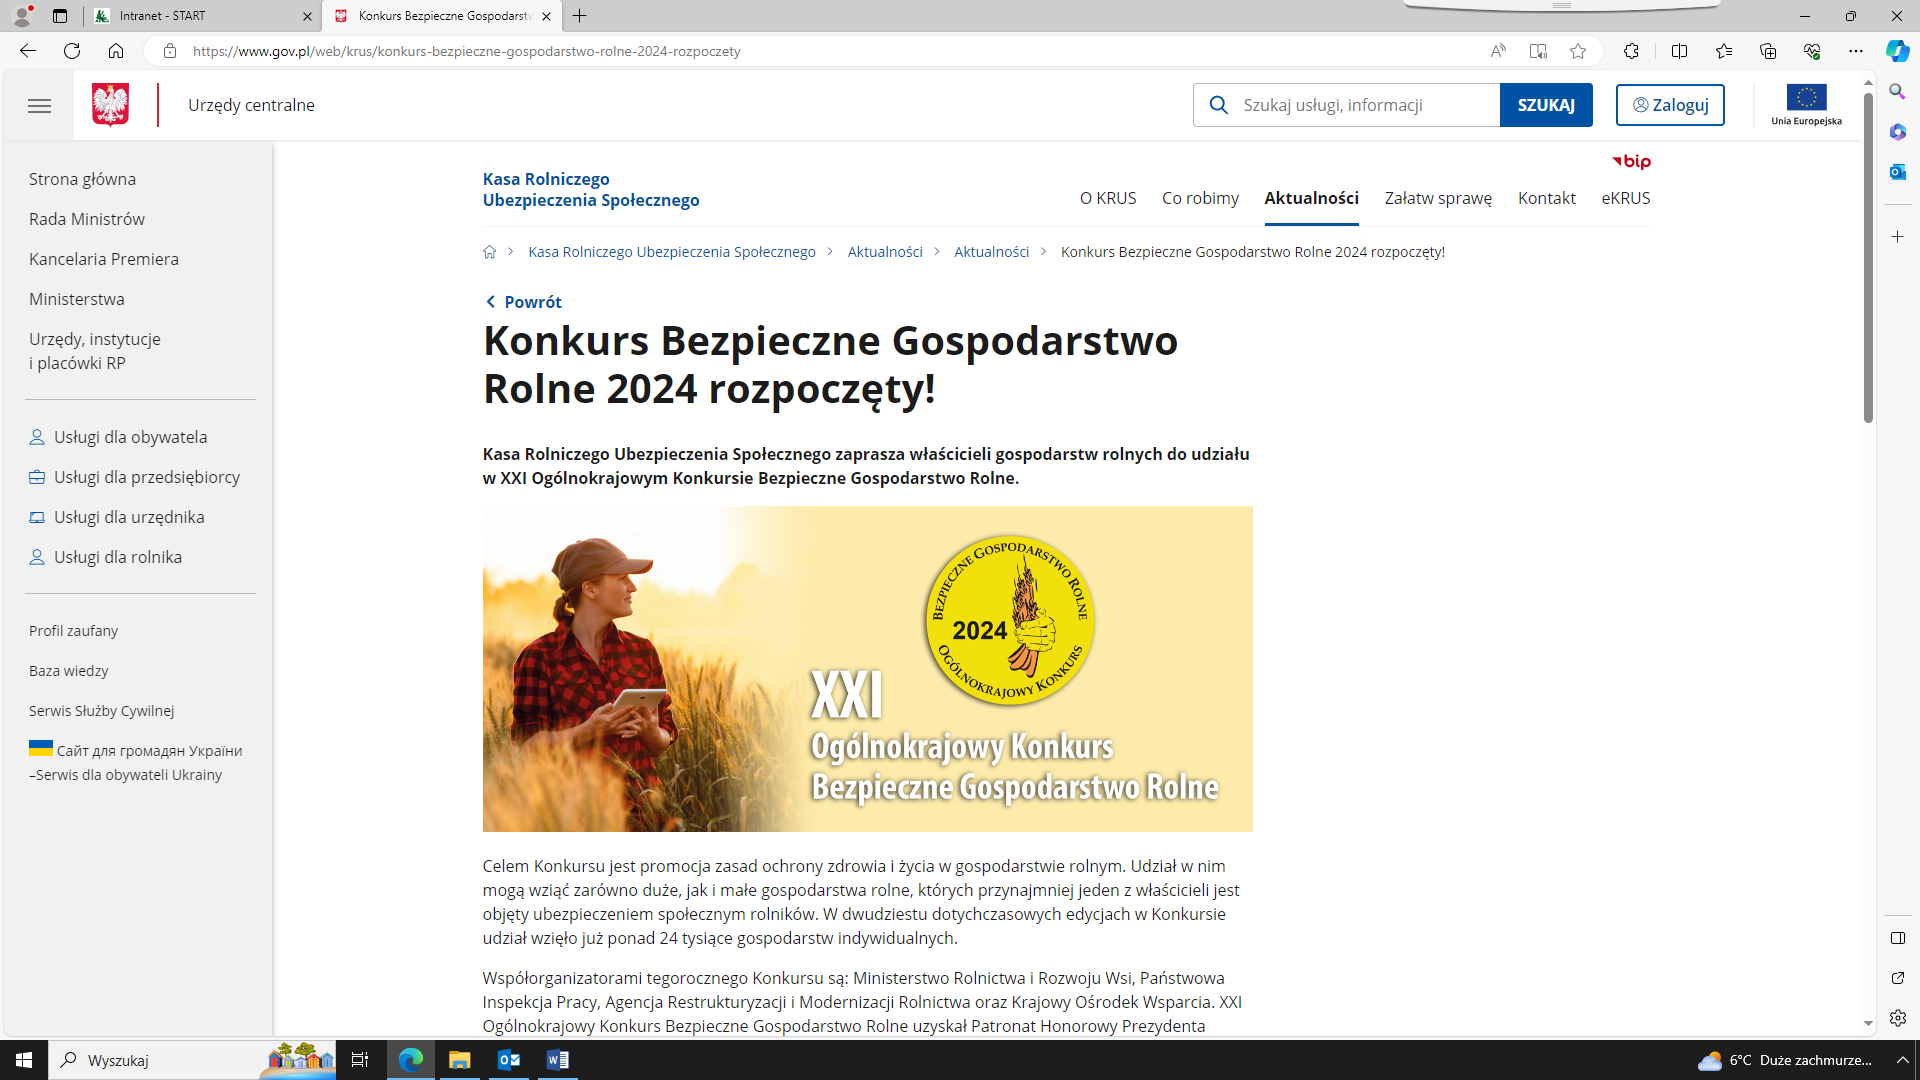 Intranet - START
Konkurs Bezpieczne Gospodarstw
https://www.gov.pl/web/krus/konkurs-bezpieczne-gospodarstwo-rolne-2024-rozpoczety
Urzędy centralne
Szukaj usługi, informacji
SZUKAJ
Zaloguj
Unia Europejska
Strona główna
Rada Ministrów
Kancelaria Premiera
Ministerstwa
Urzędy, instytucje
i placówki RP
Usługi dla obywatela
Usługi dla przedsiębiorcy
Usługi dla urzędnika
Usługi dla rolnika
Profil zaufany
Baza wiedzy
Serwis Służby Cywilnej
Сайт для громадян України
–Serwis dla obywateli Ukrainy
bip
Kasa Rolniczego
Ubezpieczenia Społecznego
O KRUS Co robimy Aktualności Załatw sprawę Kontakt eKRUS
Kasa Rolniczego Ubezpieczenia Społecznego > Aktualności > Aktualności > Konkurs Bezpieczne Gospodarstwo Rolne 2024 rozpoczęty!
Powrót
Konkurs Bezpieczne Gospodarstwo
Rolne 2024 rozpoczęty!
Kasa Rolniczego Ubezpieczenia Społecznego zaprasza właścicieli gospodarstw rolnych do udziału
w XXI Ogólnokrajowym Konkursie Bezpieczne Gospodarstwo Rolne.
BEZPIECZNE GOSPODARSTWO ROLNE
2024
OGÓLNOKRAJOWY KONKURS
XXI
Ogólnokrajowy Konkurs
Bezpieczne Gospodarstwo Rolne
Celem Konkursu jest promocja zasad ochrony zdrowia i życia w gospodarstwie rolnym. Udział w nim
mogą wziąć zarówno duże, jak i małe gospodarstwa rolne, których przynajmniej jeden z właścicieli jest
objęty ubezpieczeniem społecznym rolników. W dwudziestu dotychczasowych edycjach w Konkursie
udział wzięło już ponad 24 tysiące gospodarstw indywidualnych.
Współorganizatorami tegorocznego Konkursu są: Ministerstwo Rolnictwa i Rozwoju Wsi, Państwowa
Inspekcja Pracy, Agencja Restrukturyzacji i Modernizacji Rolnictwa oraz Krajowy Ośrodek Wsparcia. XXI
Ogólnokrajowy Konkurs Bezpieczne Gospodarstwo Rolne uzyskał Patronat Honorowy Prezydenta
Wyszukaj
6°C Duże zachmurze...